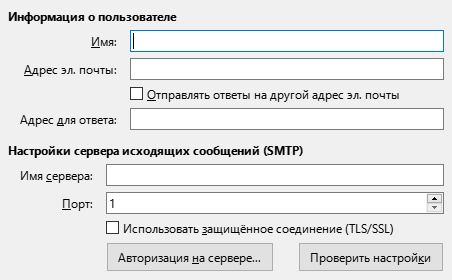 Информация о пользователе
Имя:
Адрес эл. почты:
Отправлять ответы на другой адрес эл. почты
Адрес для ответа:
Настройки сервера исходящих сообщений (SMTP)
Имя сервера:
Порт: 1
Использовать защищённое соединение (TLS/SSL)
Авторизация на сервере... Проверить настройки